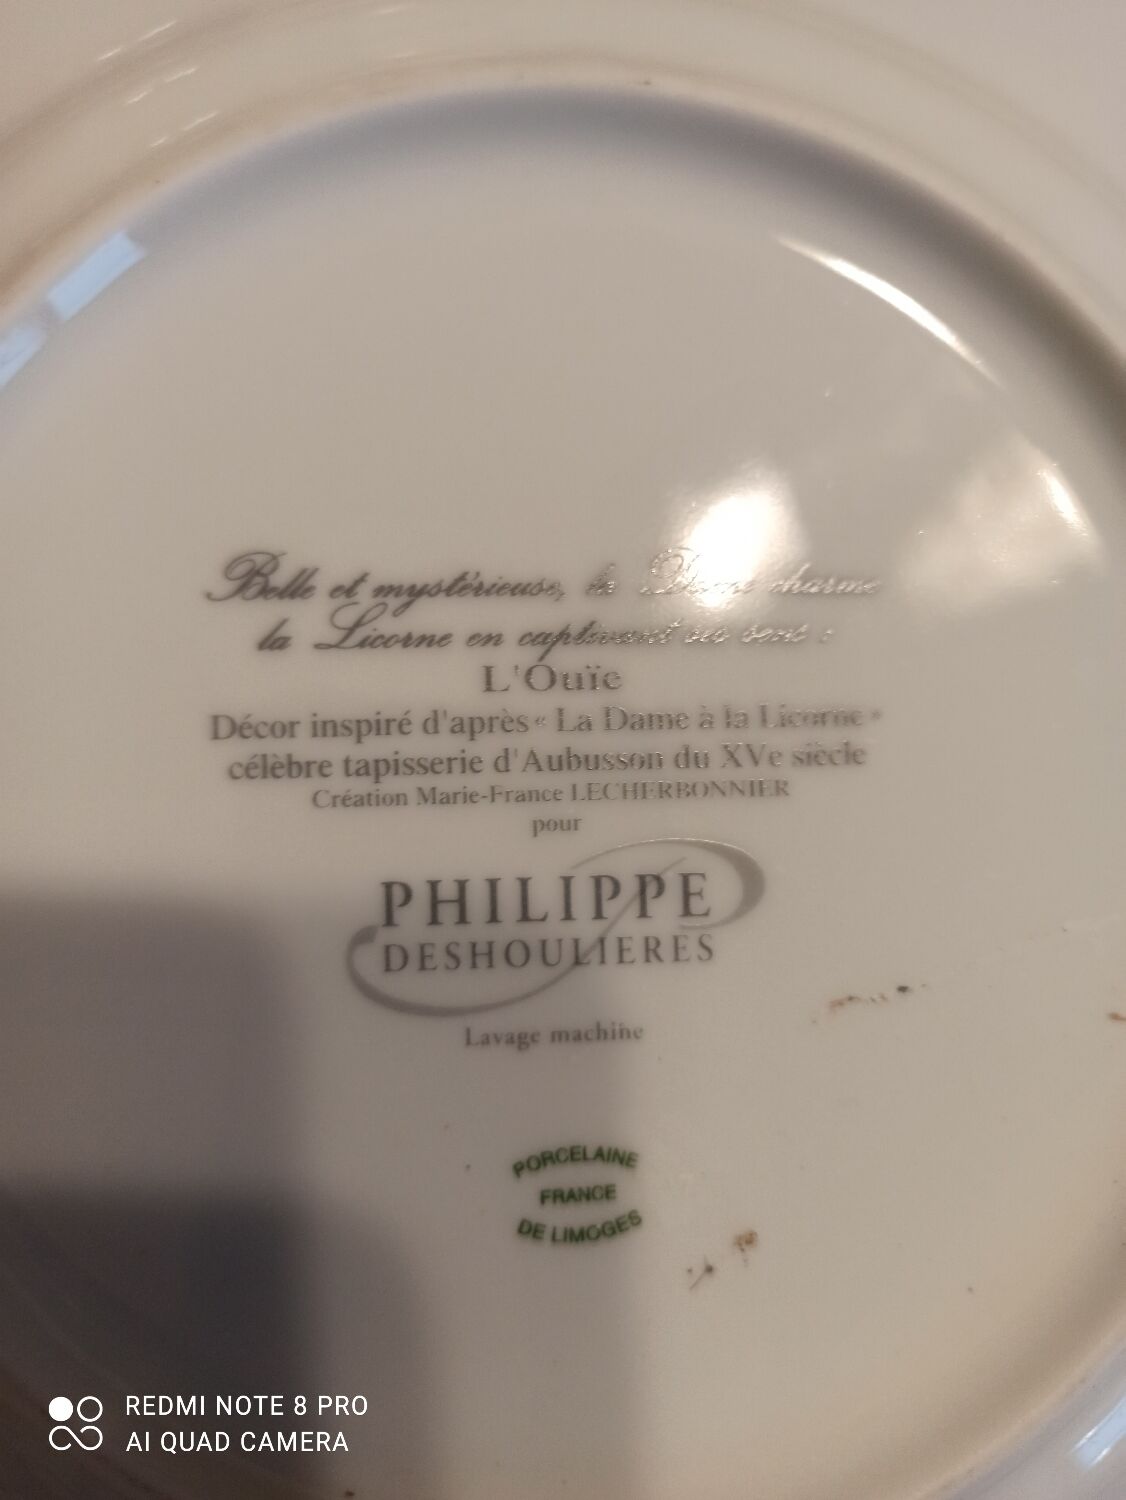 Belle et mystérieuse, la Dame charme
la Licorne en captivant ses sens :
L'Ouïe
Décor inspiré d'après « La Dame à la Licorne »
célèbre tapisserie d'Aubusson du XVe siècle
Création Marie-France LECHERBONNIER
pour
PHILIPPE
DESHOULIERES
Lavage machine
PORCELAINE
FRANCE
DE LIMOGES
REDMI NOTE 8 PRO
AI QUAD CAMERA